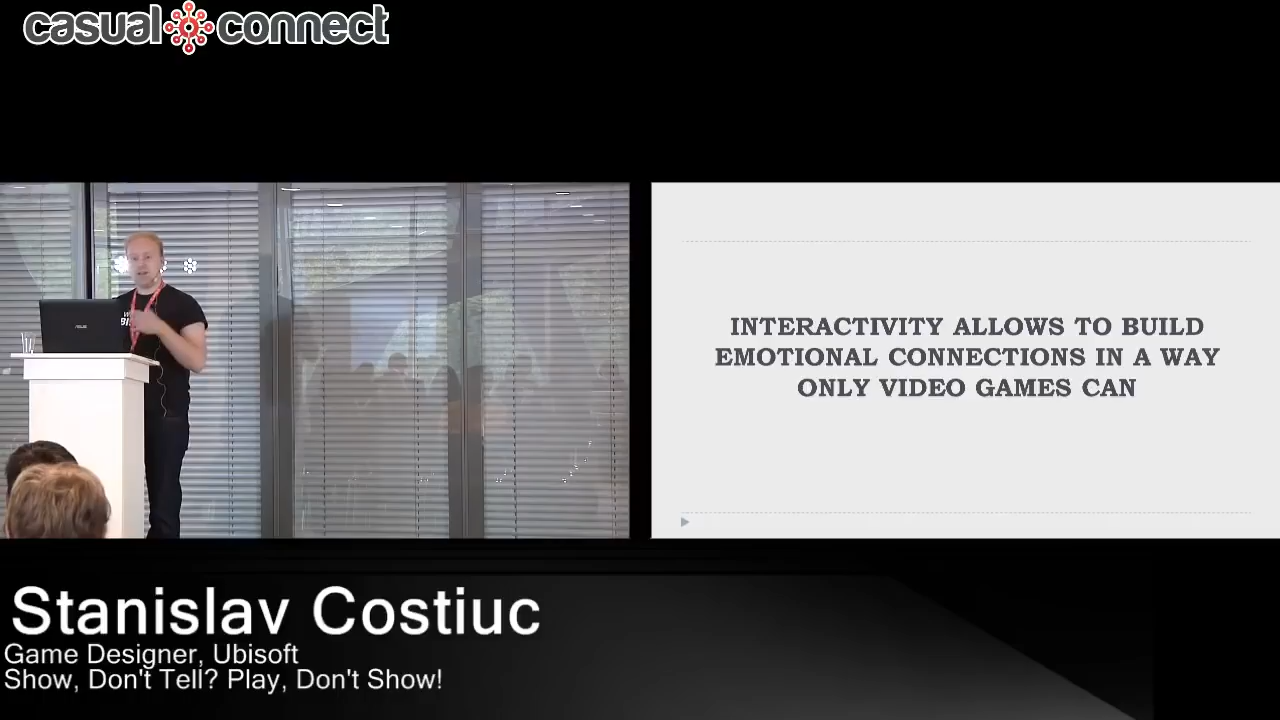 casual connect
ASUS
INTERACTIVITY ALLOWS TO BUILD
EMOTIONAL CONNECTIONS IN A WAY
ONLY VIDEO GAMES CAN
Stanislav Costiuc
Game Designer, Ubisoft
Show, Don't Tell? Play, Don't Show!